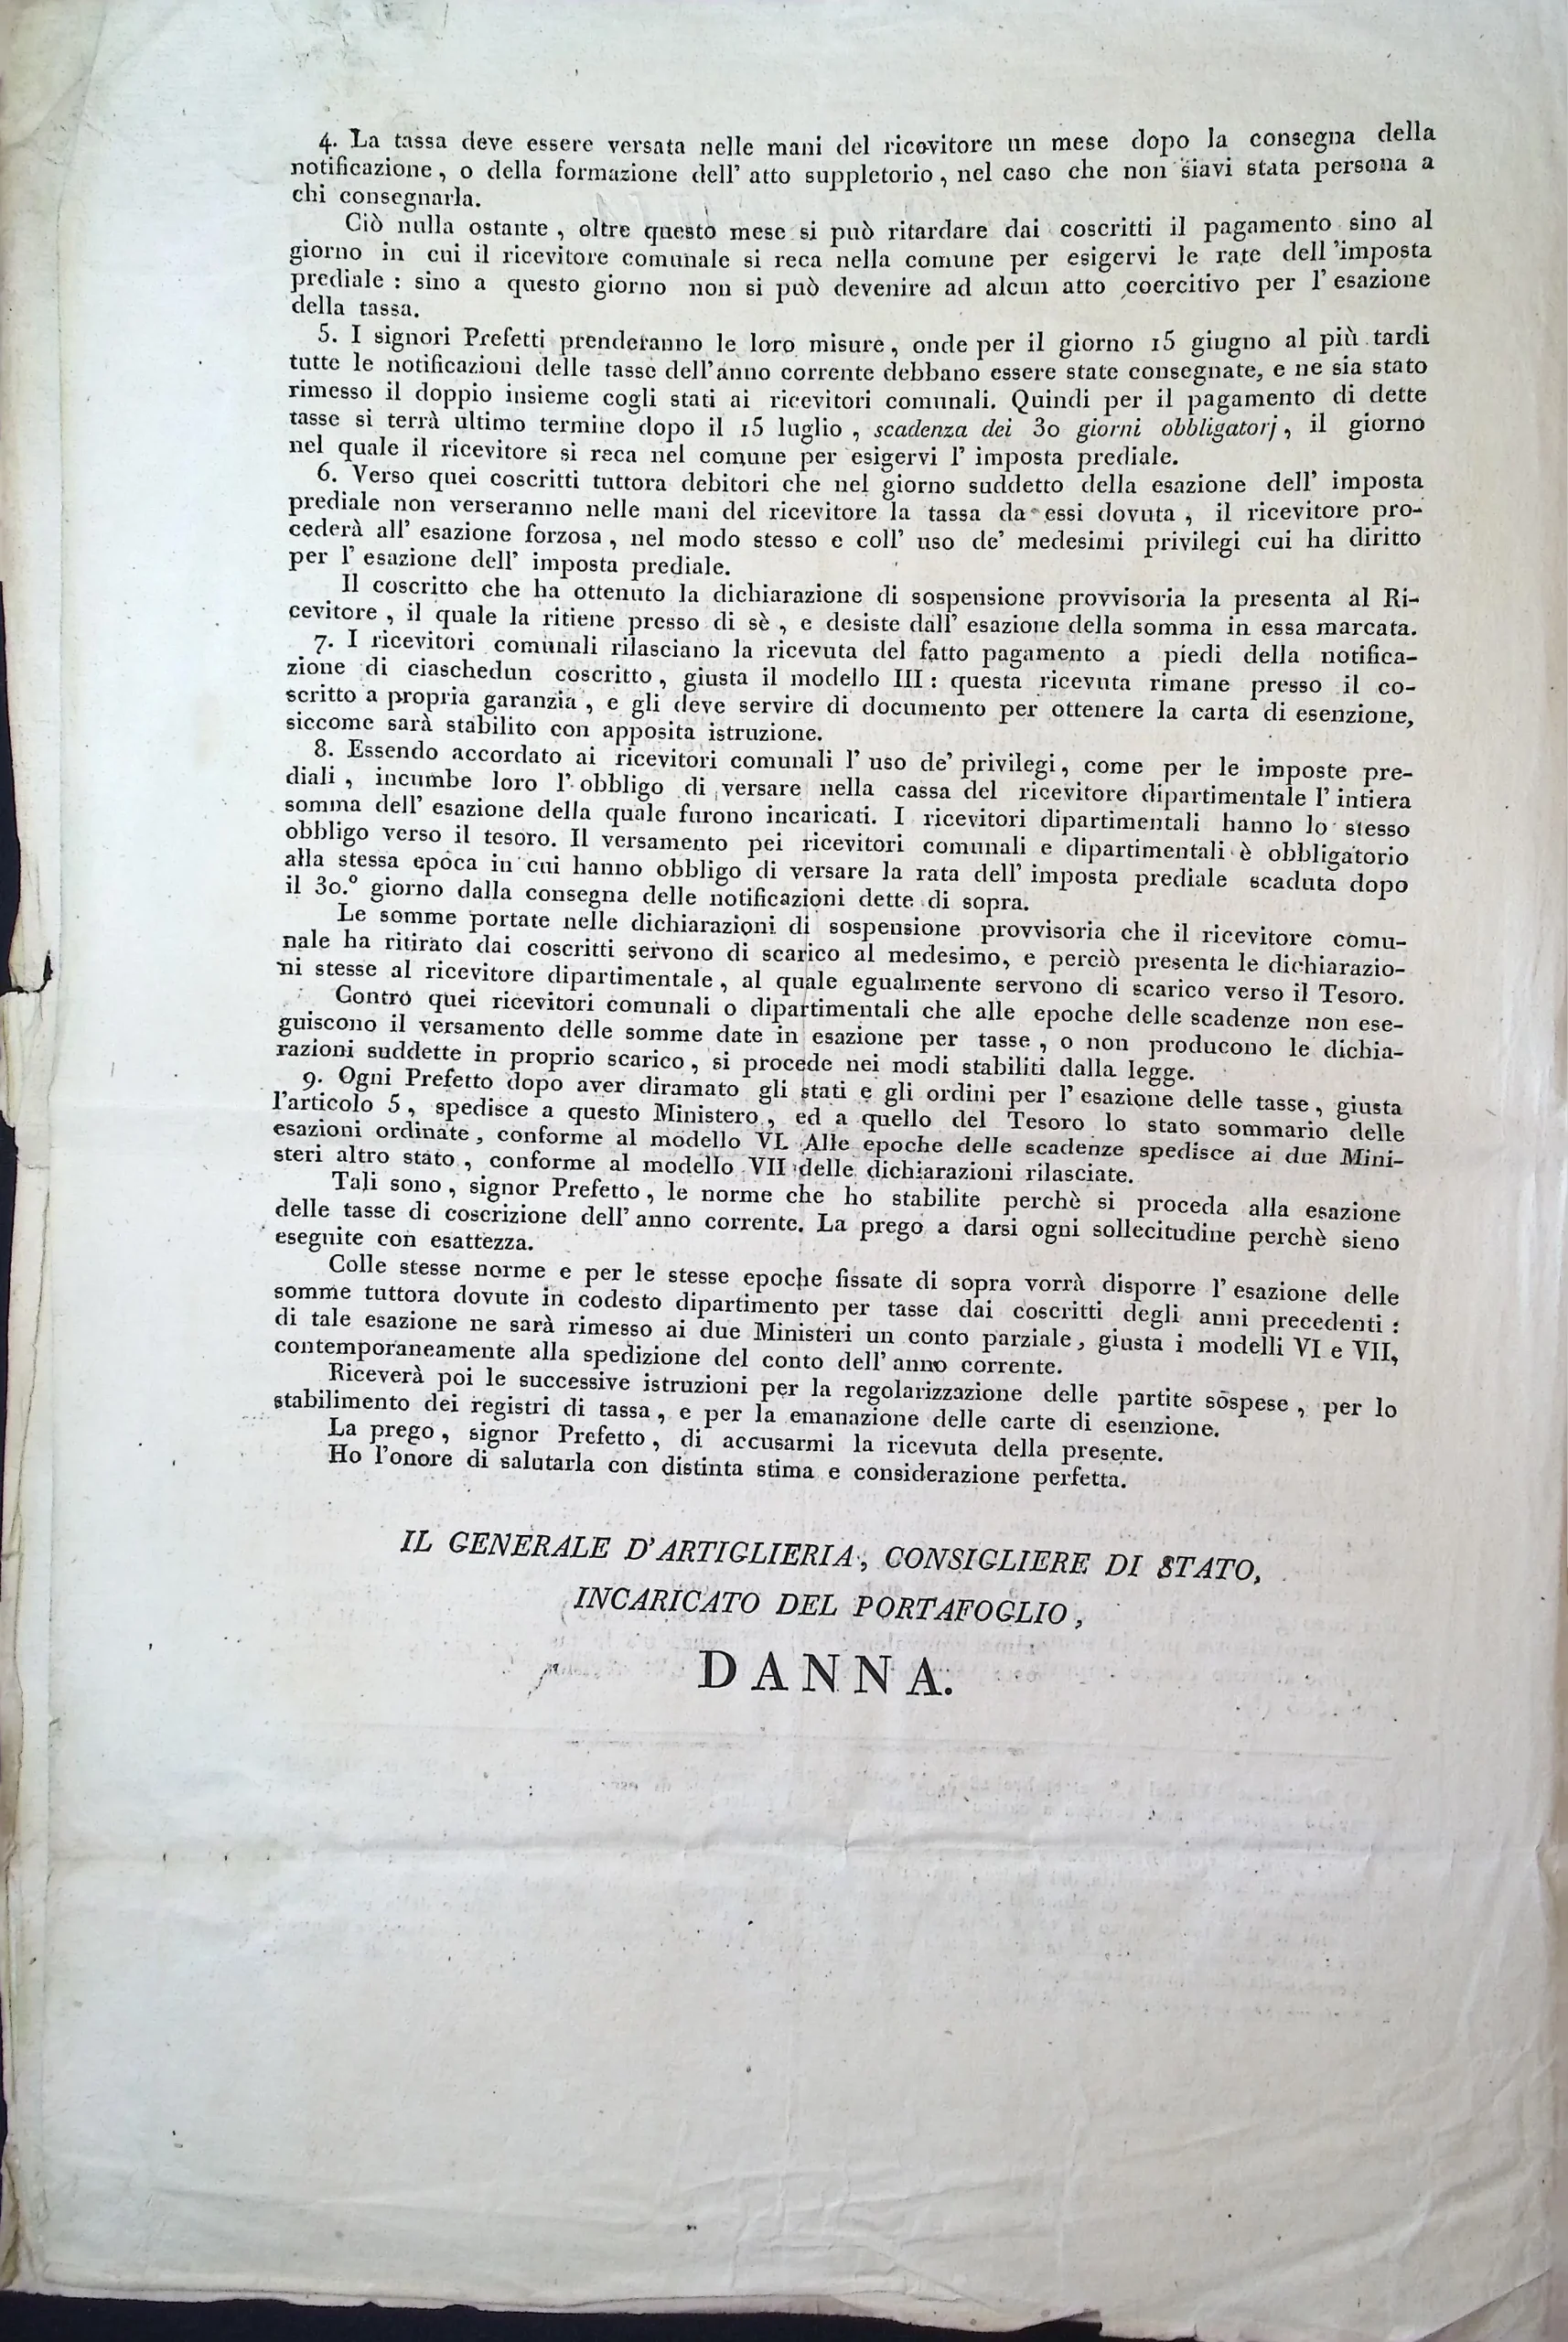 4. La tassa deve essere versata nelle mani del ricevitore un mese dopo la consegna della
notificazione, o della formazione dell' atto suppletorio, nel caso che non siavi stata persona a
chi consegnarla.
Ciò nulla ostante, oltre questo mese si può ritardare dai coscritti il pagamento sino al
giorno in cui il ricevitore comunale si reca nella comune per esigervi le rate dell' imposta
prediale : sino a questo giorno non si può devenire ad alcun atto coercitivo per l' esazione
della tassa.
5. I signori Prefetti prenderanno le loro misure, onde per il giorno 15 giugno al più tardi
tutte le notificazioni delle tasse dell'anno corrente debbano essere state consegnate, e ne sia stato
rimesso il doppio insieme cogli stati ai ricevitori comunali. Quindi per il pagamento di dette
tasse si terrà ultimo termine dopo il 15 luglio, scadenza dei 30 giorni obbligatorj, il giorno
nel quale il ricevitore si reca nel comune per esigervi l' imposta prediale.
6. Verso quei coscritti tuttora debitori che nel giorno suddetto della esazione dell' imposta
prediale non verseranno nelle mani del ricevitore la tassa da essi dovuta, il ricevitore pro-
cederà all' esazione forzosa, nel modo stesso e coll' uso de' medesimi privilegi cui ha diritto
per l' esazione dell' imposta prediale.
Il coscritto che ha ottenuto la dichiarazione di sospensione provvisoria la presenta al Ri-
cevitore, il quale la ritiene presso di sè, e desiste dall' esazione della somma in essa marcata.
7. I ricevitori comunali rilasciano la ricevuta del fatto pagamento a piedi della notifica-
zione di ciaschedun coscritto, giusta il modello III : questa ricevuta rimane presso il co-
scritto a propria garanzia, e gli deve servire di documento per ottenere la carta di esenzione,
siccome sarà stabilito con apposita istruzione.
8. Essendo accordato ai ricevitori comunali l' uso de' privilegi, come per le imposte pre-
diali, incumbe loro l' obbligo di versare nella cassa del ricevitore dipartimentale l' intiera
somma dell' esazione della quale furono incaricati. I ricevitori dipartimentali hanno lo stesso
obbligo verso il tesoro. Il versamento pei ricevitori comunali e dipartimentali è obbligatorio
alla stessa epoca in cui hanno obbligo di versare la rata dell' imposta prediale scaduta dopo
il 30.° giorno dalla consegna delle notificazioni dette di sopra.
Le somme portate nelle dichiarazioni di sospensione provvisoria che il ricevitore comu-
nale ha ritirato dai coscritti servono di scarico al medesimo, e perciò presenta le dichiarazio-
ni stesse al ricevitore dipartimentale, al quale egualmente servono di scarico verso il Tesoro.
Contro quei ricevitori comunali o dipartimentali che alle epoche delle scadenze non ese-
guiscono il versamento delle somme date in esazione per tasse, o non producono le dichia-
razioni suddette in proprio scarico, si procede nei modi stabiliti dalla legge.
9. Ogni Prefetto dopo aver diramato gli stati e gli ordini per l' esazione delle tasse, giusta
l'articolo 5, spedisce a questo Ministero, ed a quello del Tesoro lo stato sommario delle
esazioni ordinate, conforme al modello VI. Alle epoche delle scadenze spedisce ai due Mini-
steri altro stato, conforme al modello VII delle dichiarazioni rilasciate.
Tali sono, signor Prefetto, le norme che ho stabilite perchè si proceda alla esazione
delle tasse di coscrizione dell' anno corrente. La prego a darsi ogni sollecitudine perchè sieno
eseguite con esattezza.
Colle stesse norme e per le stesse epoche fissate di sopra vorrà disporre l' esazione delle
somme tuttora dovute in codesto dipartimento per tasse dai coscritti degli anni precedenti :
di tale esazione ne sarà rimesso ai due Ministeri un conto parziale, giusta i modelli VI e VII,
contemporaneamente alla spedizione del conto dell' anno corrente.
Riceverà poi le successive istruzioni per la regolarizzazione delle partite sospese, per lo
stabilimento dei registri di tassa, e per la emanazione delle carte di esenzione.
La prego, signor Prefetto, di accusarmi la ricevuta della presente.
Ho l'onore di salutarla con distinta stima e considerazione perfetta.
IL GENERALE D'ARTIGLIERIA, CONSIGLIERE DI STATO,
INCARICATO DEL PORTAFOGLIO,
DANNA.